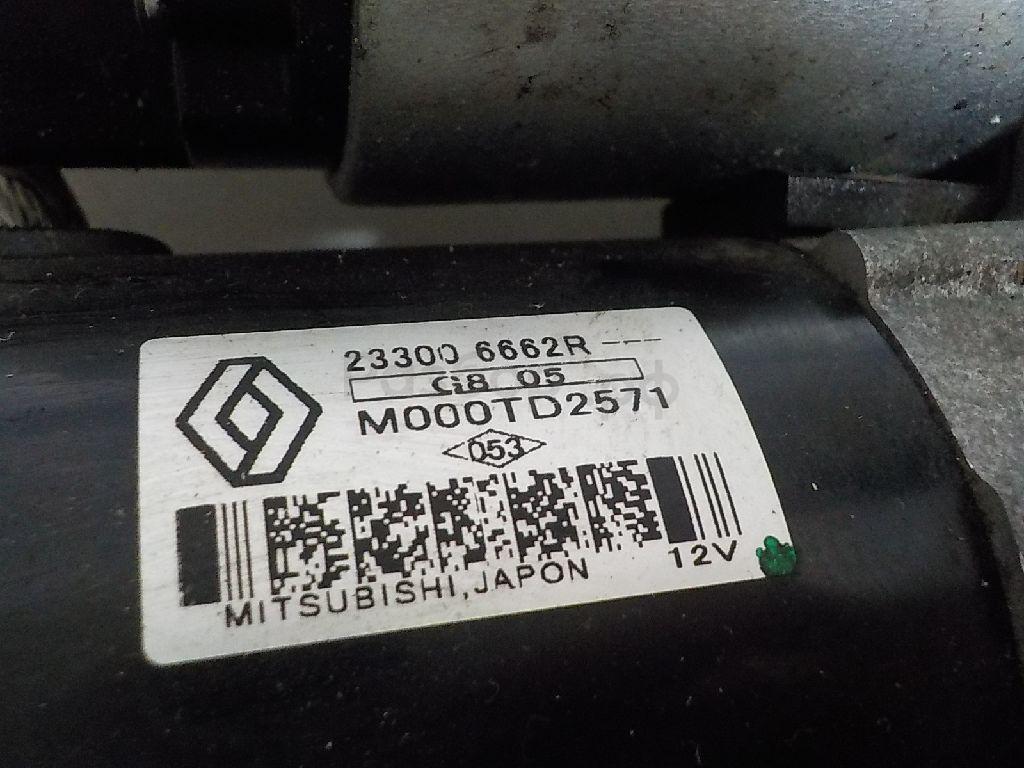 23300 6662R ---
G8 05
M000TD2571
053
12V
MITSUBISHI,JAPON